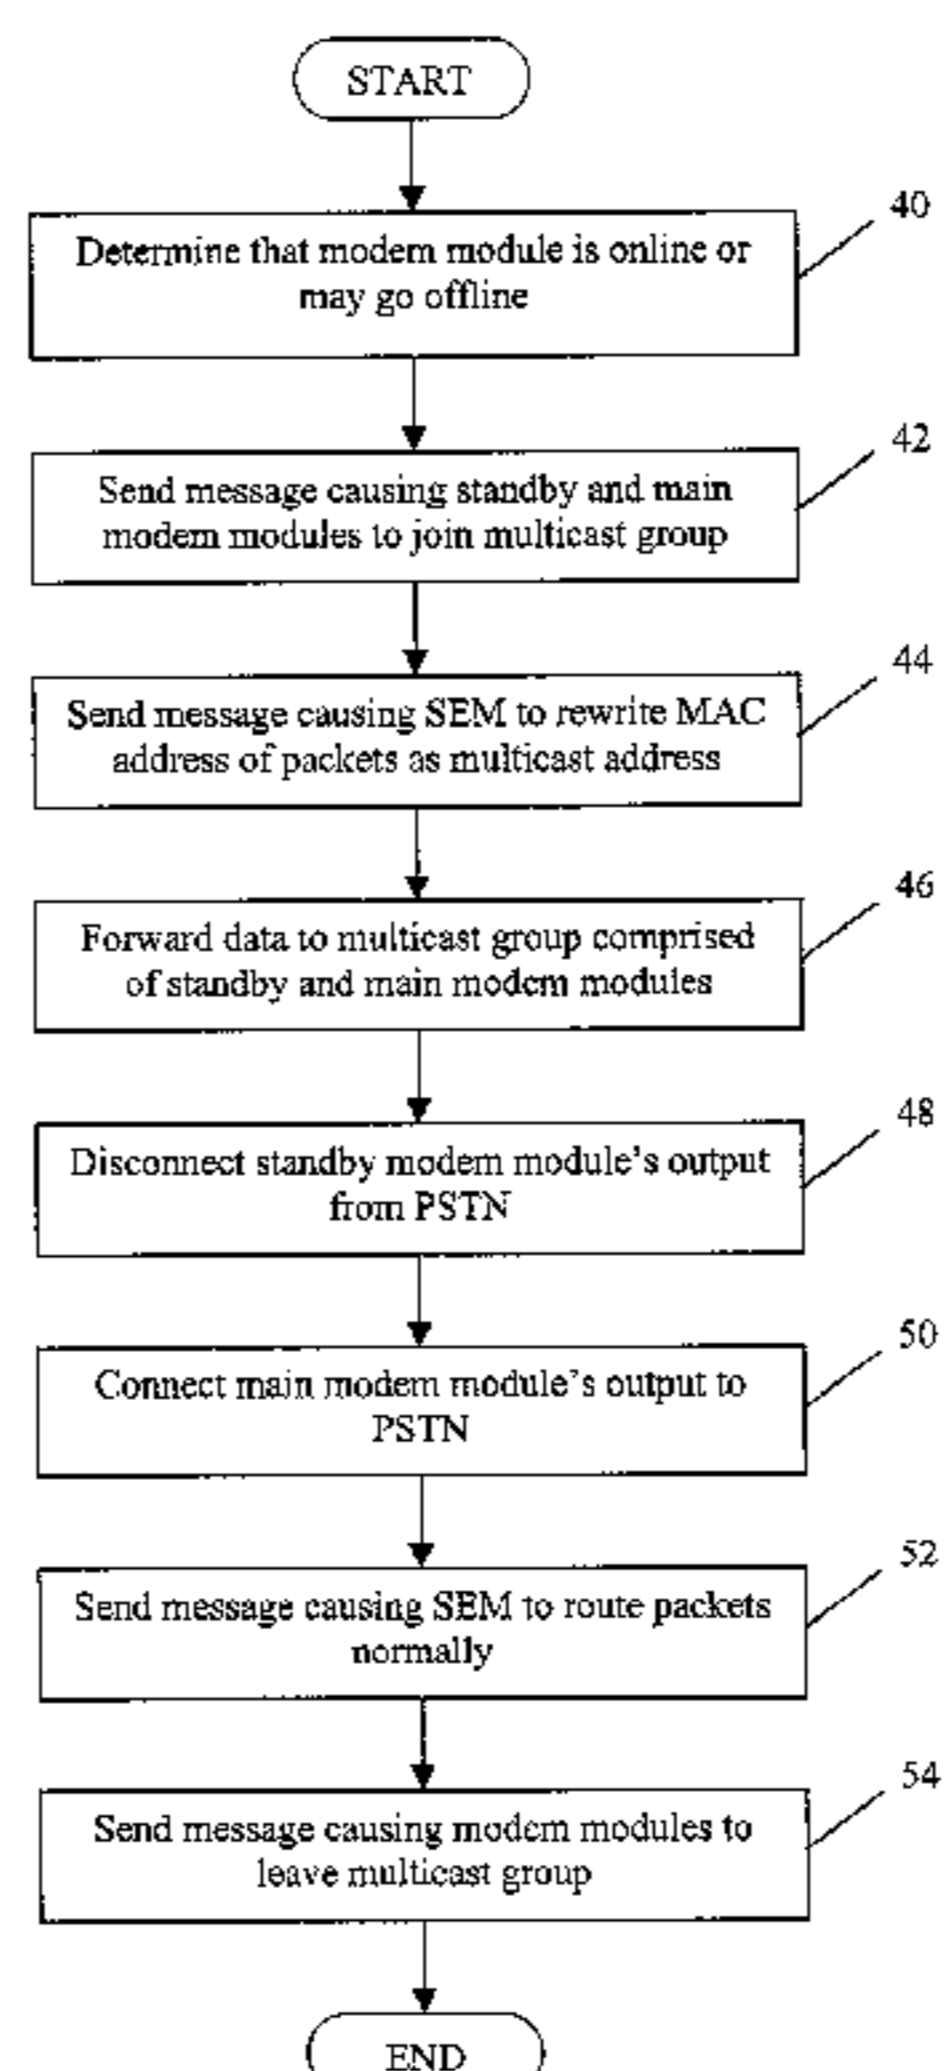 START
40
Determine that modem module is online or
may go offline
42
Send message causing standby and main
modem modules to join multicast group
44
Send message causing SEM to rewrite MAC
address of packets as multicast address
46
Forward data to multicast group comprised
of standby and main modem modules
48
Disconnect standby modem module's output
from PSTN
50
Connect main modem module's output to
PSTN
52
Send message causing SEM to route packets
normally
54
Send message causing modem modules to
leave multicast group
END